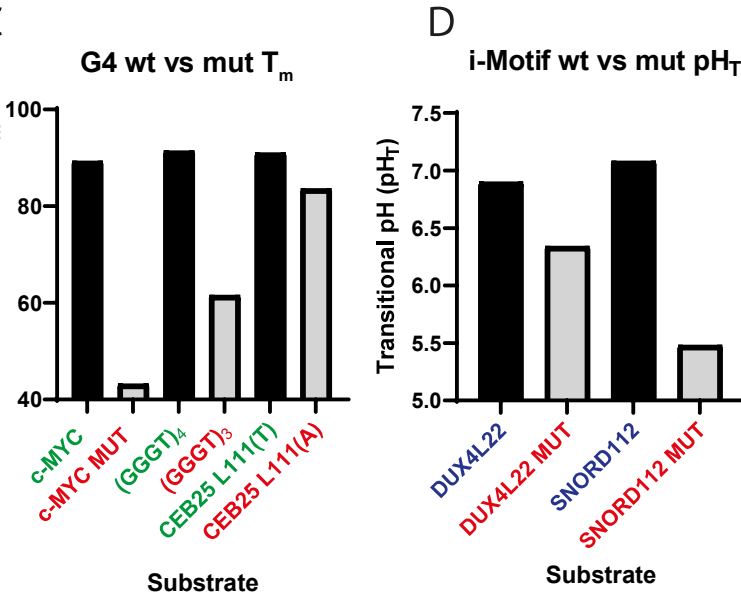 D
G4 wt vs mut Tm
i-Motif wt vs mut pHT
100
80
60
40
c-MYC
c-MYC MUT
(GGGT)4
(GGGT)3
CEB25 L111(T)
CEB25 L111(A)
Substrate
Transitional pH (pHT)
7.5
7.0
6.5
6.0
5.5
5.0
DUX4L22
DUX4L22 MUT
SNORD112
SNORD112 MUT
Substrate